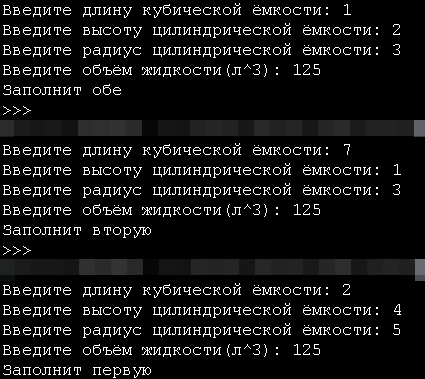 Введите длину кубической ёмкости: 1
Введите высоту цилиндрической ёмкости: 2
Введите радиус цилиндрической ёмкости: 3
Введите объём жидкости(л^3): 125
Заполнит обе
>>>
Введите длину кубической ёмкости: 7
Введите высоту цилиндрической ёмкости: 1
Введите радиус цилиндрической ёмкости: 3
Введите объём жидкости(л^3): 125
Заполнит вторую
>>>
Введите длину кубической ёмкости: 2
Введите высоту цилиндрической ёмкости: 4
Введите радиус цилиндрической ёмкости: 5
Введите объём жидкости(л^3): 125
Заполнит первую